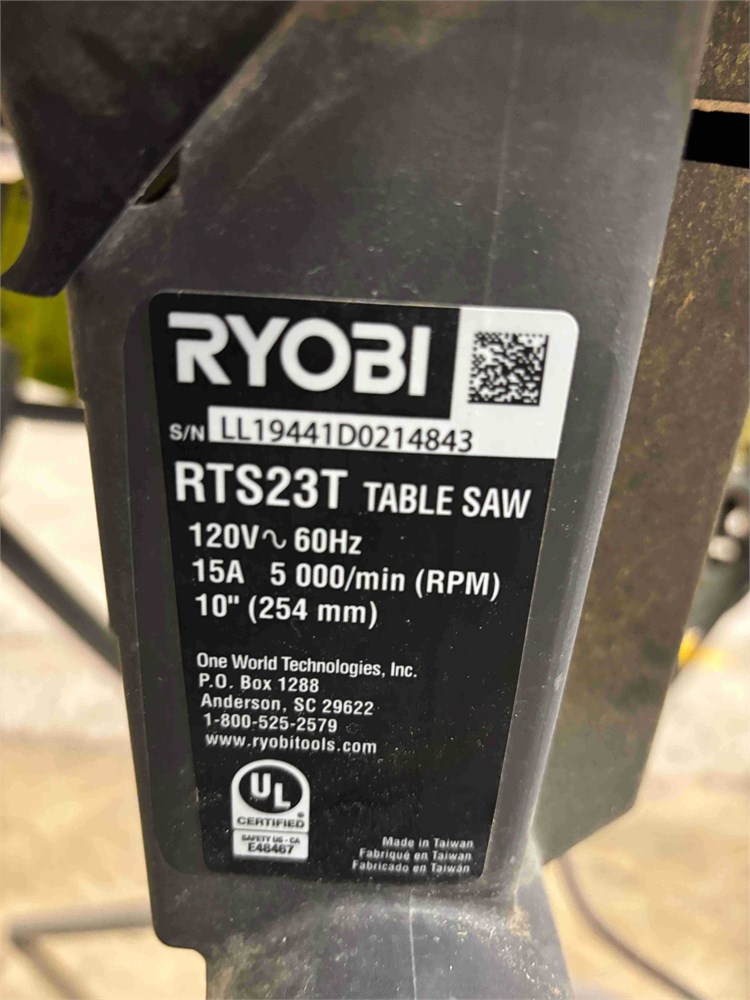 RYOBI
S/N LL19441D0214843
RTS23T TABLE SAW
120V∿ 60Hz
15A 5 000/min (RPM)
10" (254 mm)
One World Technologies, Inc.
P.O. Box 1288
Anderson, SC 29622
1-800-525-2579
www.ryobitools.com
UL
CERTIFIED
SAFETY US - CA
E48467
Made in Taiwan
Fabriqué en Taiwan
Fabricado en Taiwán